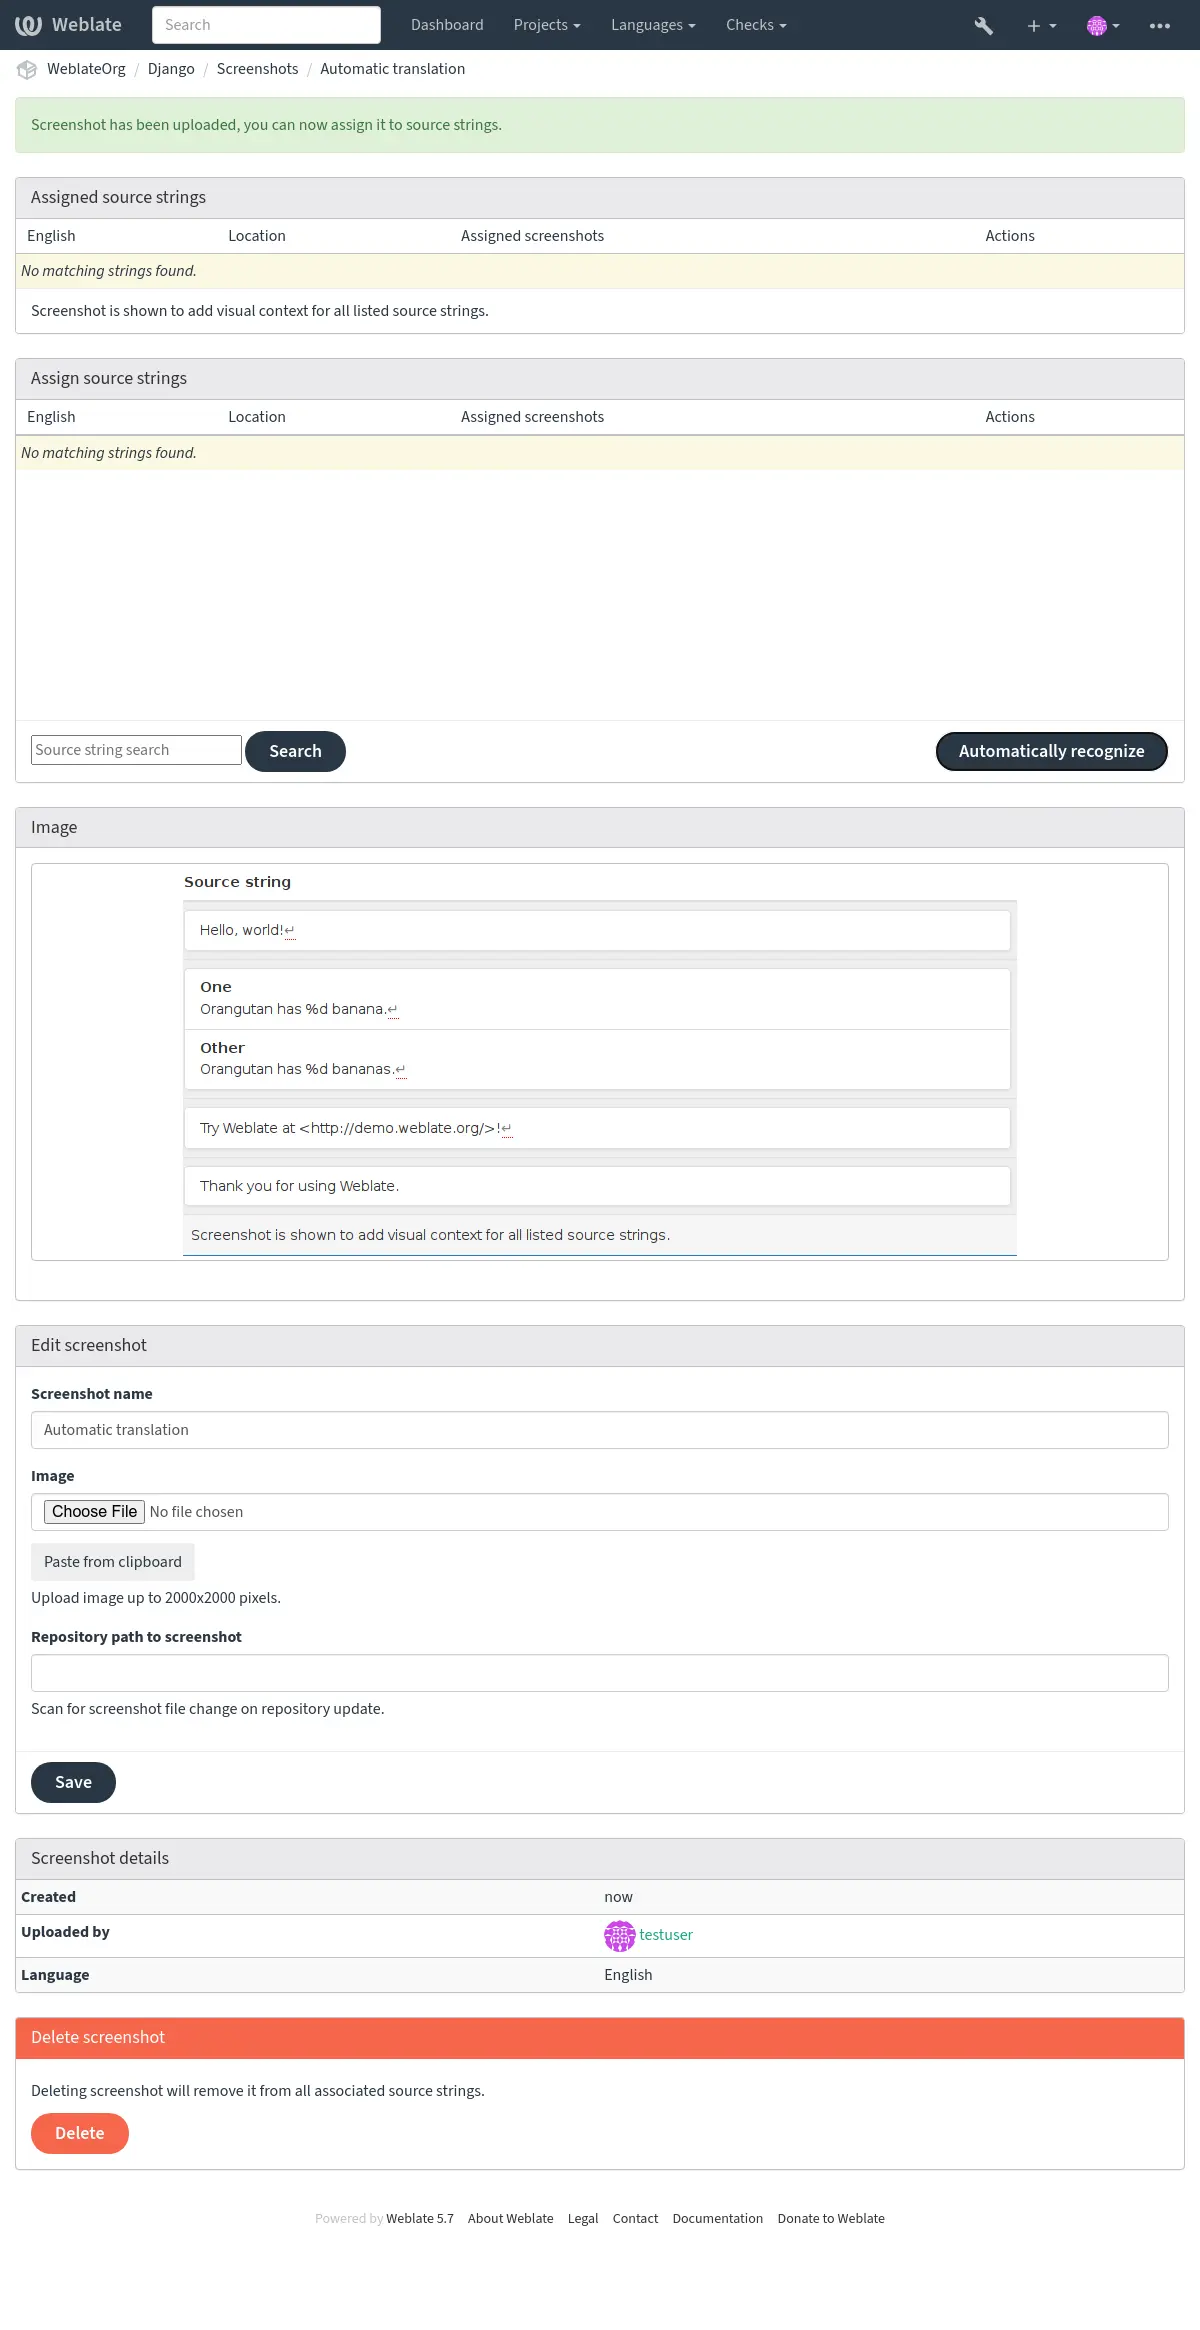 Weblate Search Dashboard Projects Languages Checks
WeblateOrg / Django / Screenshots / Automatic translation
Screenshot has been uploaded, you can now assign it to source strings.
Assigned source strings
English Location Assigned screenshots Actions
No matching strings found.
Screenshot is shown to add visual context for all listed source strings.
Assign source strings
English Location Assigned screenshots Actions
No matching strings found.
Source string search Search Automatically recognize
Image
Source string
Hello, world!↵
One
Orangutan has %d banana.↵
Other
Orangutan has %d bananas.↵
Try Weblate at <http://demo.weblate.org/>!↵
Thank you for using Weblate.
Screenshot is shown to add visual context for all listed source strings.
Edit screenshot
Screenshot name
Automatic translation
Image
Choose File No file chosen
Paste from clipboard
Upload image up to 2000x2000 pixels.
Repository path to screenshot
Scan for screenshot file change on repository update.
Save
Screenshot details
Created now
Uploaded by testuser
Language English
Delete screenshot
Deleting screenshot will remove it from all associated source strings.
Delete
Powered by Weblate 5.7 About Weblate Legal Contact Documentation Donate to Weblate